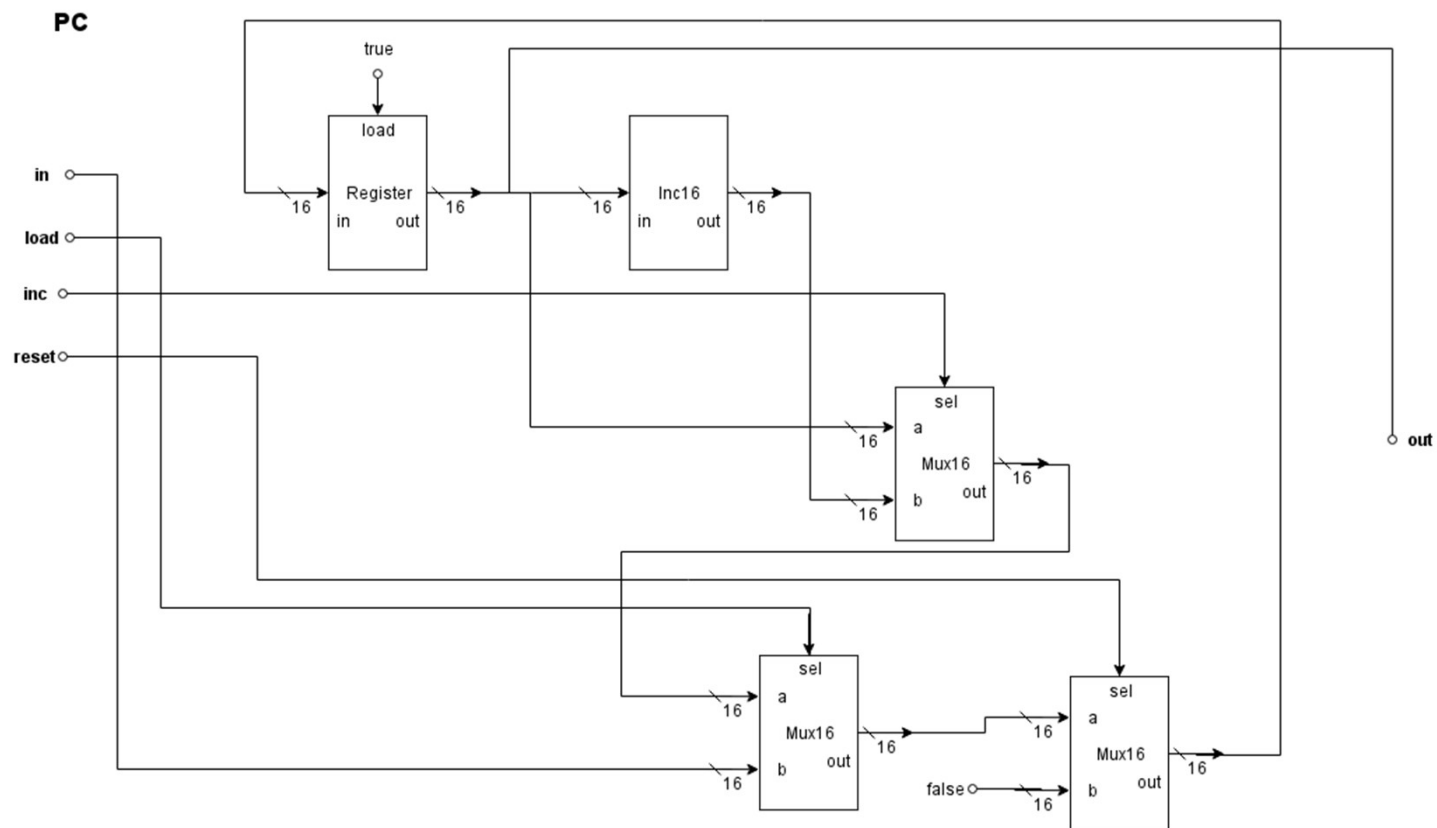 PC
true
load
in
Register
Inc16
16
16
16
16
in out
in out
load
inc
reset
sel
a
16
Mux16
out
16
b
16
out
sel
a
16
Mux16
out
16
b
16
sel
a
16
Mux16
out
16
false
b
16